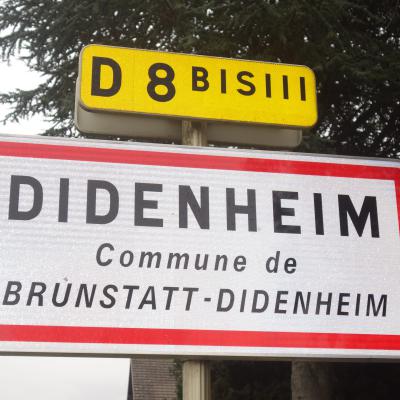 D 8 BISIII
DIDENHEIM
Commune de
BRUNSTATT-DIDENHEIM